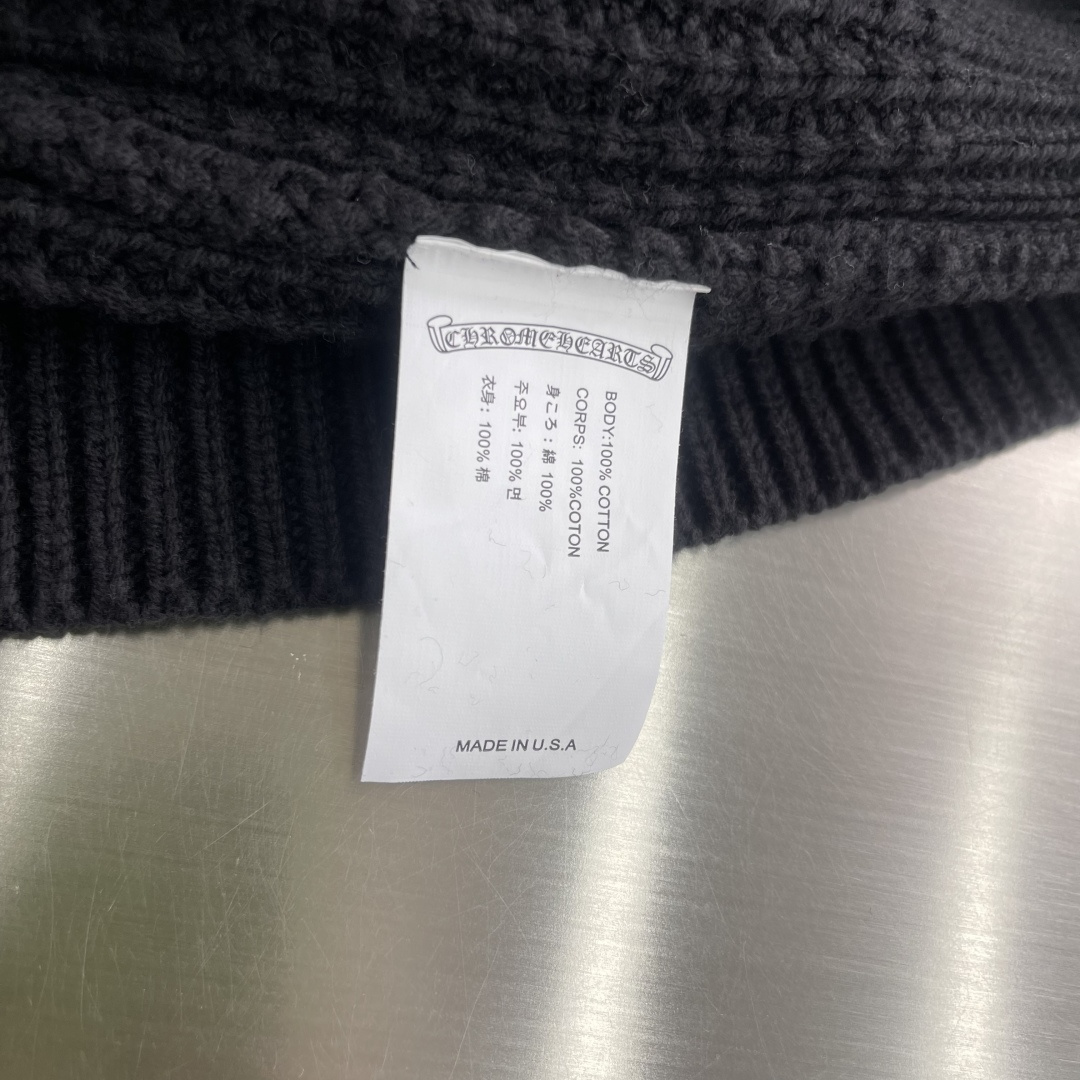 CHROMEHEARTS
BODY:100% COTTON
CORPS: 100%COTON
身ごろ：綿 100%
주요부: 100% 면
衣身: 100% 棉
MADE IN U.S.A